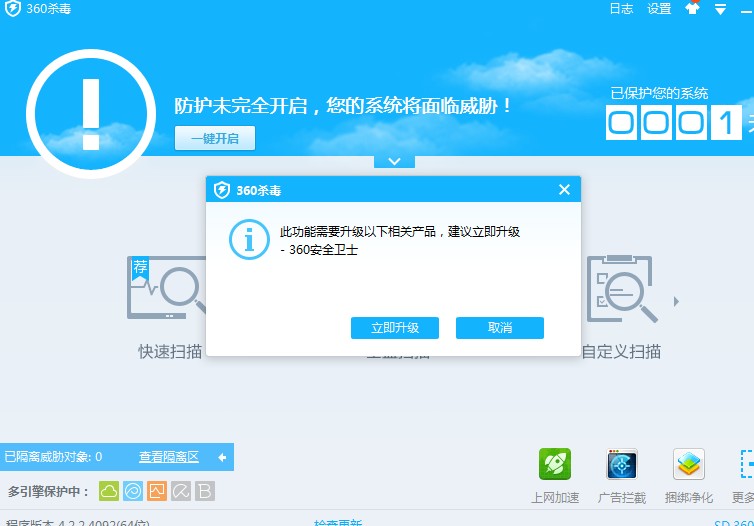 360杀毒
日志 设置
防护未完全开启，您的系统将面临威胁！
一键开启
已保护您的系统
0001
360杀毒
此功能需要升级以下相关产品，建议立即升级
- 360安全卫士
立即升级 取消
荐
快速扫描
自定义扫描
已隔离威胁对象: 0 查看隔离区
多引擎保护中：
上网加速 广告拦截 捆绑净化 更多
程序版本 4.2.2.4092(64位) 检查更新 SD.360